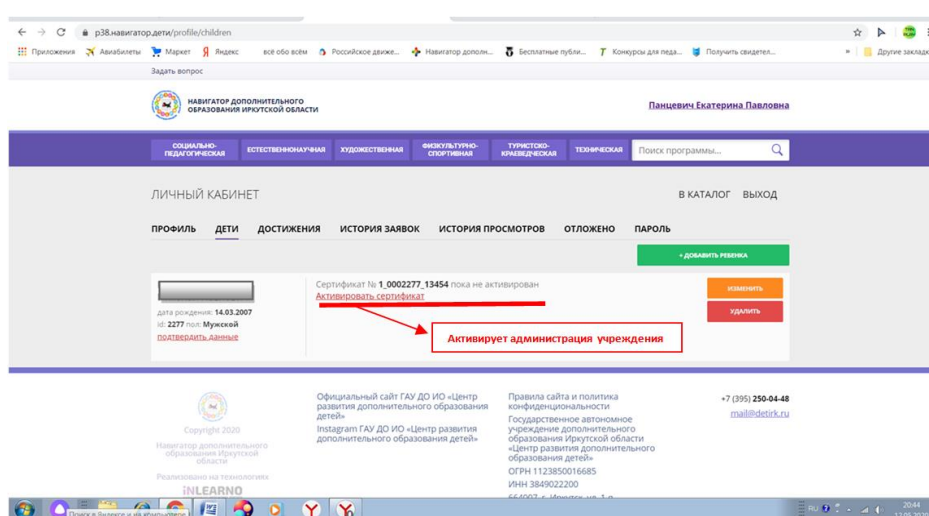 р38.навигатор.дети/profile/children
Приложения Авиабилеты Маркет Яндекс всё обо всём Российское движе... Навигатор дополн... Бесплатные публи... Конкурсы для педа... Получить свидетел... » Другие заклад
Задать вопрос
НАВИГАТОР ДОПОЛНИТЕЛЬНОГО
ОБРАЗОВАНИЯ ИРКУТСКОЙ ОБЛАСТИ
Панцевич Екатерина Павловна
СОЦИАЛЬНО-
ПЕДАГОГИЧЕСКАЯ
ЕСТЕСТВЕННОНАУЧНАЯ
ХУДОЖЕСТВЕННАЯ
ФИЗКУЛЬТУРНО-
СПОРТИВНАЯ
ТУРИСТСКО-
КРАЕВЕДЧЕСКАЯ
ТЕХНИЧЕСКАЯ
Поиск программы...
ЛИЧНЫЙ КАБИНЕТ
В КАТАЛОГ ВЫХОД
ПРОФИЛЬ ДЕТИ ДОСТИЖЕНИЯ ИСТОРИЯ ЗАЯВОК ИСТОРИЯ ПРОСМОТРОВ ОТЛОЖЕНО ПАРОЛЬ
+ ДОБАВИТЬ РЕБЕНКА
Сертификат № 1_0002277_13454 пока не активирован
Активировать сертификат
ИЗМЕНИТЬ
УДАЛИТЬ
дата рождения: 14.03.2007
id: 2277 пол: Мужской
подтвердить данные
Активирует администрация учреждения
Copyright 2020
Навигатор дополнительного
образования Иркутской
области
Реализовано на технологиях
INLEARNO
Официальный сайт ГАУ ДО ИО «Центр
развития дополнительного образования
детей»
Instagram ГАУ ДО ИО «Центр развития
дополнительного образования детей»
Правила сайта и политика
конфиденциональности
Государственное автономное
учреждение дополнительного
образования Иркутской области
«Центр развития дополнительного
образования детей»
ОГРН 1123850016685
ИНН 3849022200
+7 (395) 250-04-48
mail@detirk.ru
Поиск в Яндексе и на компьютере
RU
20:44
12.09.2020